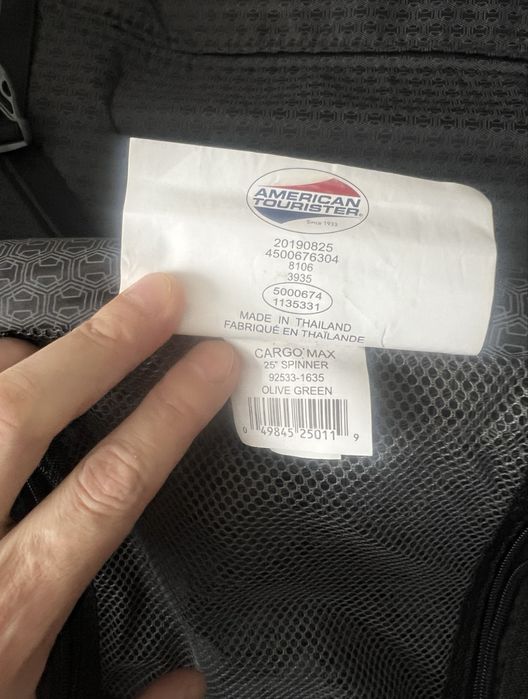 AMERICAN
TOURISTER
Since 1933
20190825
4500676304
8106
3935
5000674
1135331
MADE IN THAILAND
FABRIQUÉ EN THAÏLANDE
CARGO MAX
25" SPINNER
92533-1635
OLIVE GREEN
0 49845 25011 9